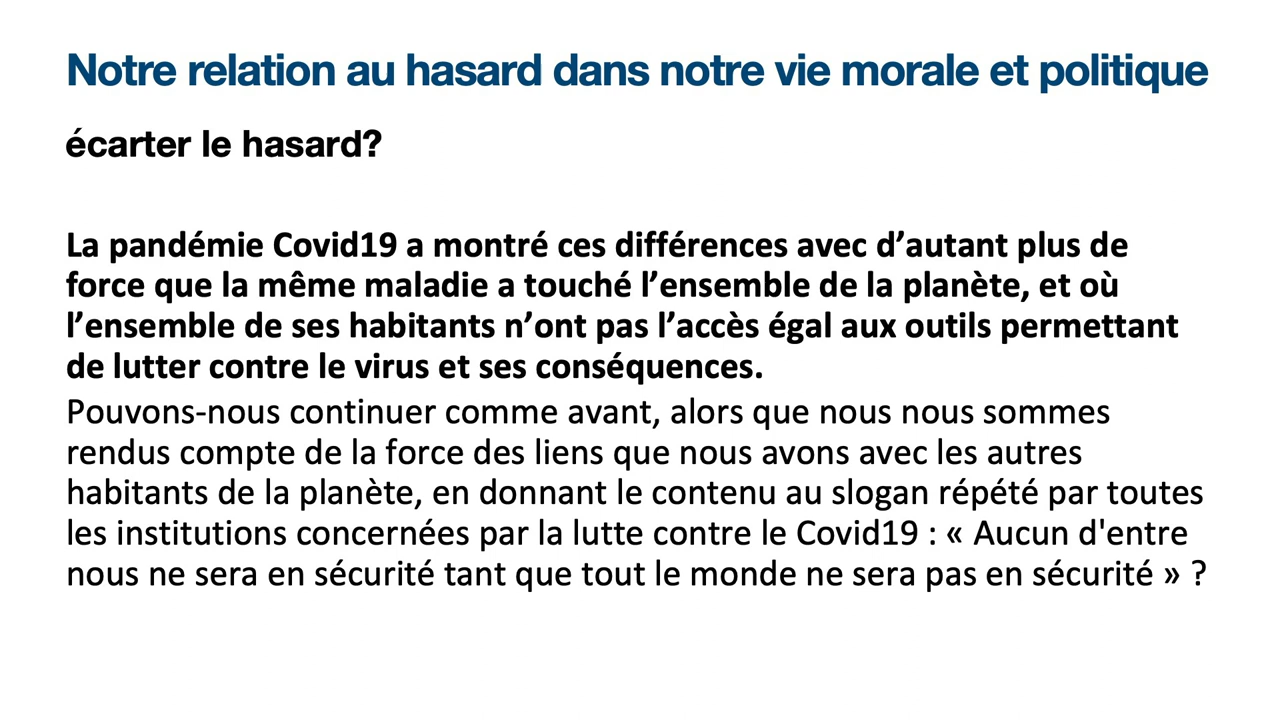 Notre relation au hasard dans notre vie morale et politique
écarter le hasard?
La pandémie Covid19 a montré ces différences avec d’autant plus de
force que la même maladie a touché l’ensemble de la planète, et où
l’ensemble de ses habitants n’ont pas l’accès égal aux outils permettant
de lutter contre le virus et ses conséquences.
Pouvons-nous continuer comme avant, alors que nous nous sommes
rendus compte de la force des liens que nous avons avec les autres
habitants de la planète, en donnant le contenu au slogan répété par toutes
les institutions concernées par la lutte contre le Covid19 : « Aucun d'entre
nous ne sera en sécurité tant que tout le monde ne sera pas en sécurité » ?